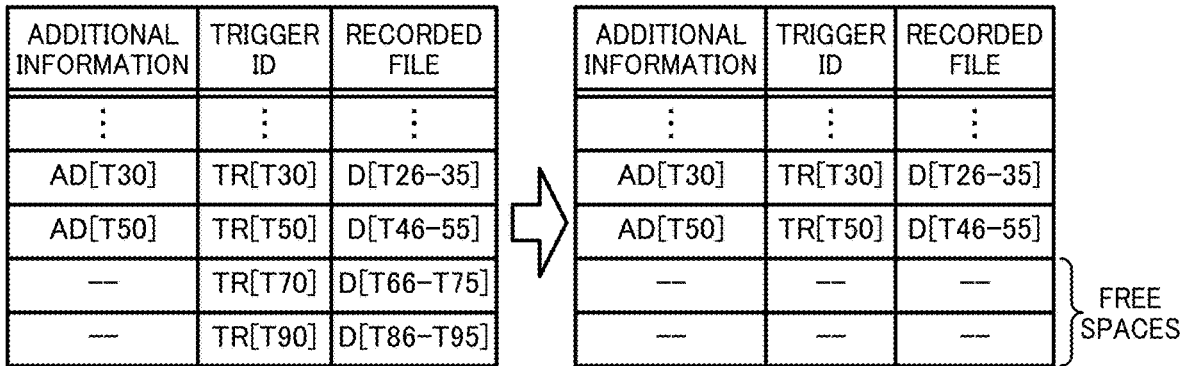 ADDITIONAL INFORMATION TRIGGER ID RECORDED FILE
⋮ ⋮ ⋮
AD[T30] TR[T30] D[T26-35]
AD[T50] TR[T50] D[T46-55]
-- TR[T70] D[T66-T75]
-- TR[T90] D[T86-T95]
ADDITIONAL INFORMATION TRIGGER ID RECORDED FILE
⋮ ⋮ ⋮
AD[T30] TR[T30] D[T26-35]
AD[T50] TR[T50] D[T46-55]
-- -- --
-- -- --
FREE
SPACES